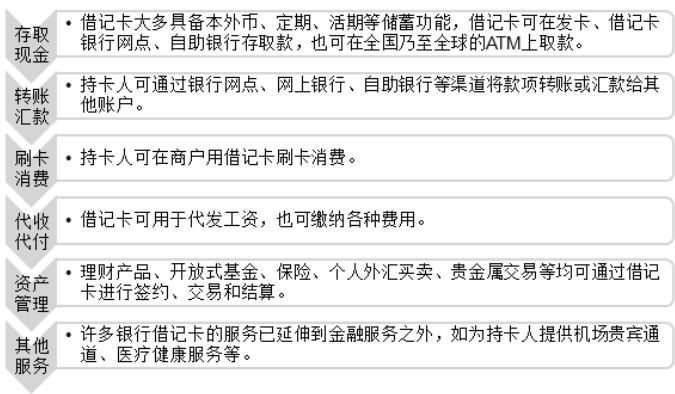 存取
现金
• 借记卡大多具备本外币、定期、活期等储蓄功能，借记卡可在发卡、借记卡
银行网点、自助银行存取款，也可在全国乃至全球的ATM上取款。
转账
汇款
• 持卡人可通过银行网点、网上银行、自助银行等渠道将款项转账或汇款给其
他账户。
刷卡
消费
• 持卡人可在商户用借记卡刷卡消费。
代收
代付
• 借记卡可用于代发工资，也可缴纳各种费用。
资产
管理
• 理财产品、开放式基金、保险、个人外汇买卖、贵金属交易等均可通过借记
卡进行签约、交易和结算。
其他
服务
• 许多银行借记卡的服务已延伸到金融服务之外，如为持卡人提供机场贵宾通
道、医疗健康服务等。